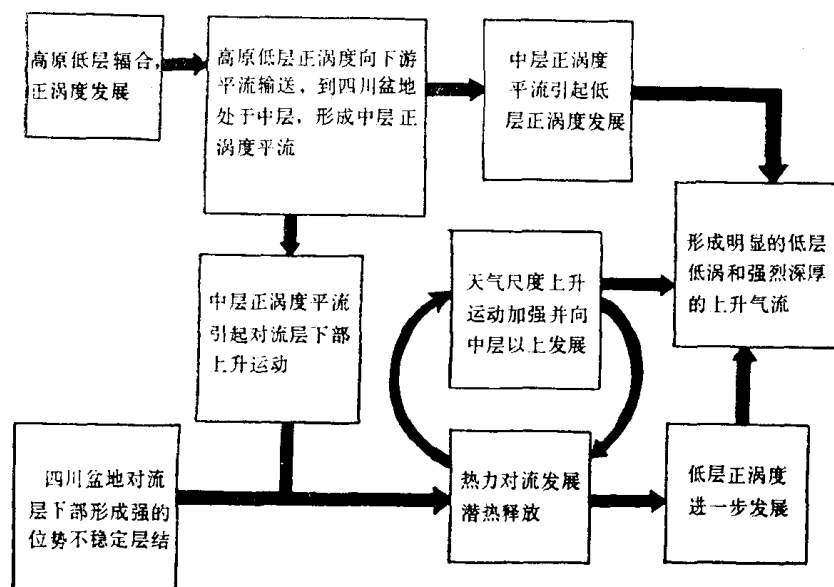 高原低层辐合,
正涡度发展
高原低层正涡度向下游
平流输送，到四川盆地
处于中层，形成中层正
涡度平流
中层正涡度
平流引起低
层正涡度发展
形成明显的低层
低涡和强烈深厚
的上升气流
天气尺度上升
运动加强并向
中层以上发展
中层正涡度平流
引起对流层下部
上升运动
四川盆地对流
层下部形成强的
位势不稳定层结
热力对流发展
潜热释放
低层正涡度
进一步发展